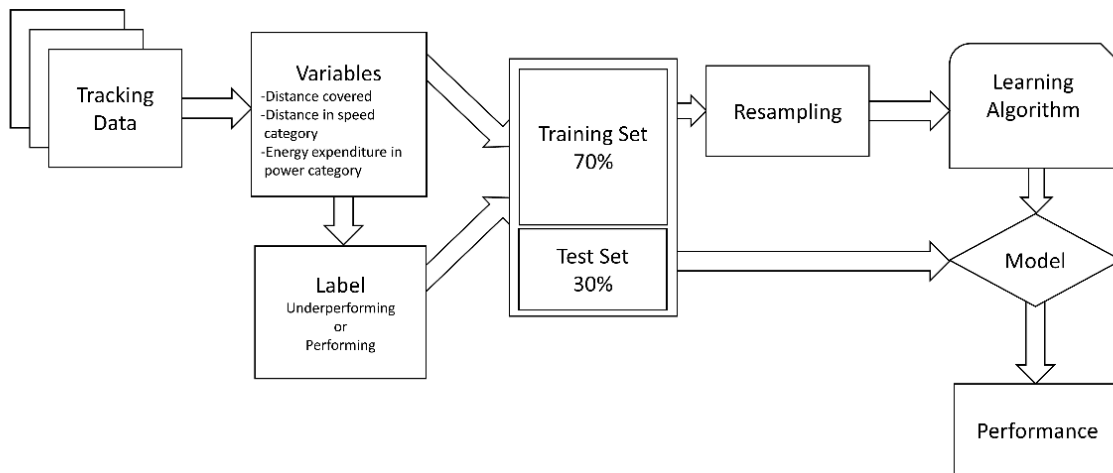 Tracking
Data
Variables
-Distance covered
-Distance in speed
category
-Energy expenditure in
power category
Label
Underperforming
or
Performing
Training Set
70%
Test Set
30%
Resampling
Learning
Algorithm
Model
Performance